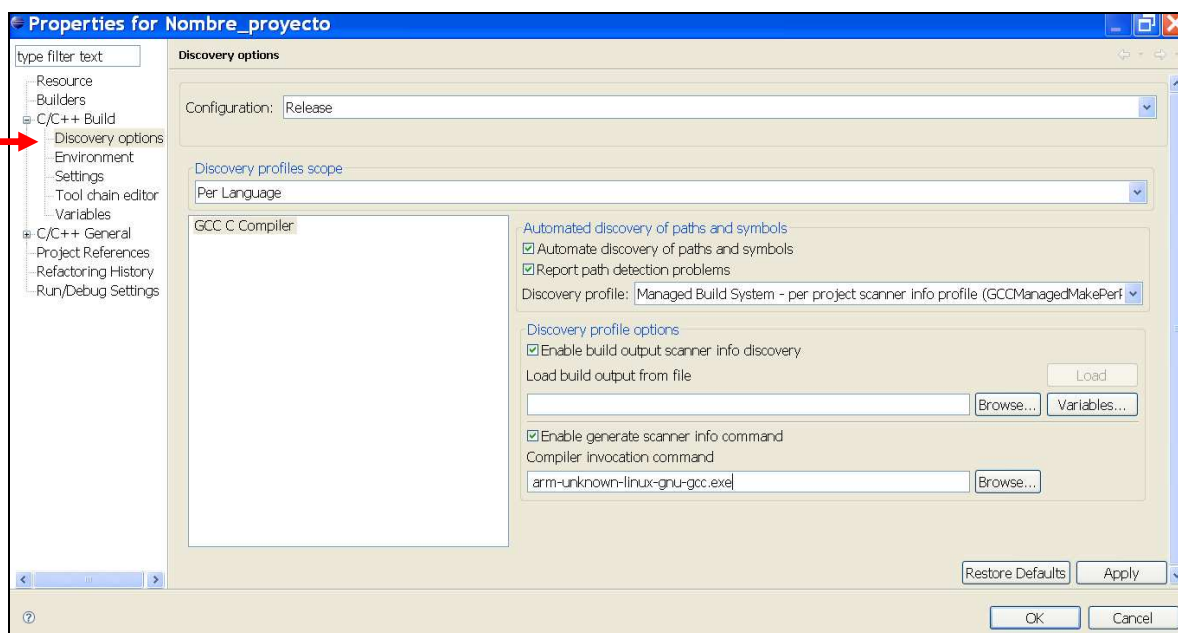 Properties for Nombre_proyecto
type filter text
Discovery options
Resource
Builders
C/C++ Build
Discovery options
Environment
Settings
Tool chain editor
Variables
C/C++ General
Project References
Refactoring History
Run/Debug Settings
Configuration: Release
Discovery profiles scope
Per Language
GCC C Compiler
Automated discovery of paths and symbols
Automate discovery of paths and symbols
Report path detection problems
Discovery profile: Managed Build System - per project scanner info profile (GCCManagedMakePerF
Discovery profile options
Enable build output scanner info discovery
Load build output from file
Load
Browse... Variables...
Enable generate scanner info command
Compiler invocation command
arm-unknown-linux-gnu-gcc.exe
Browse...
Restore Defaults Apply
? OK Cancel